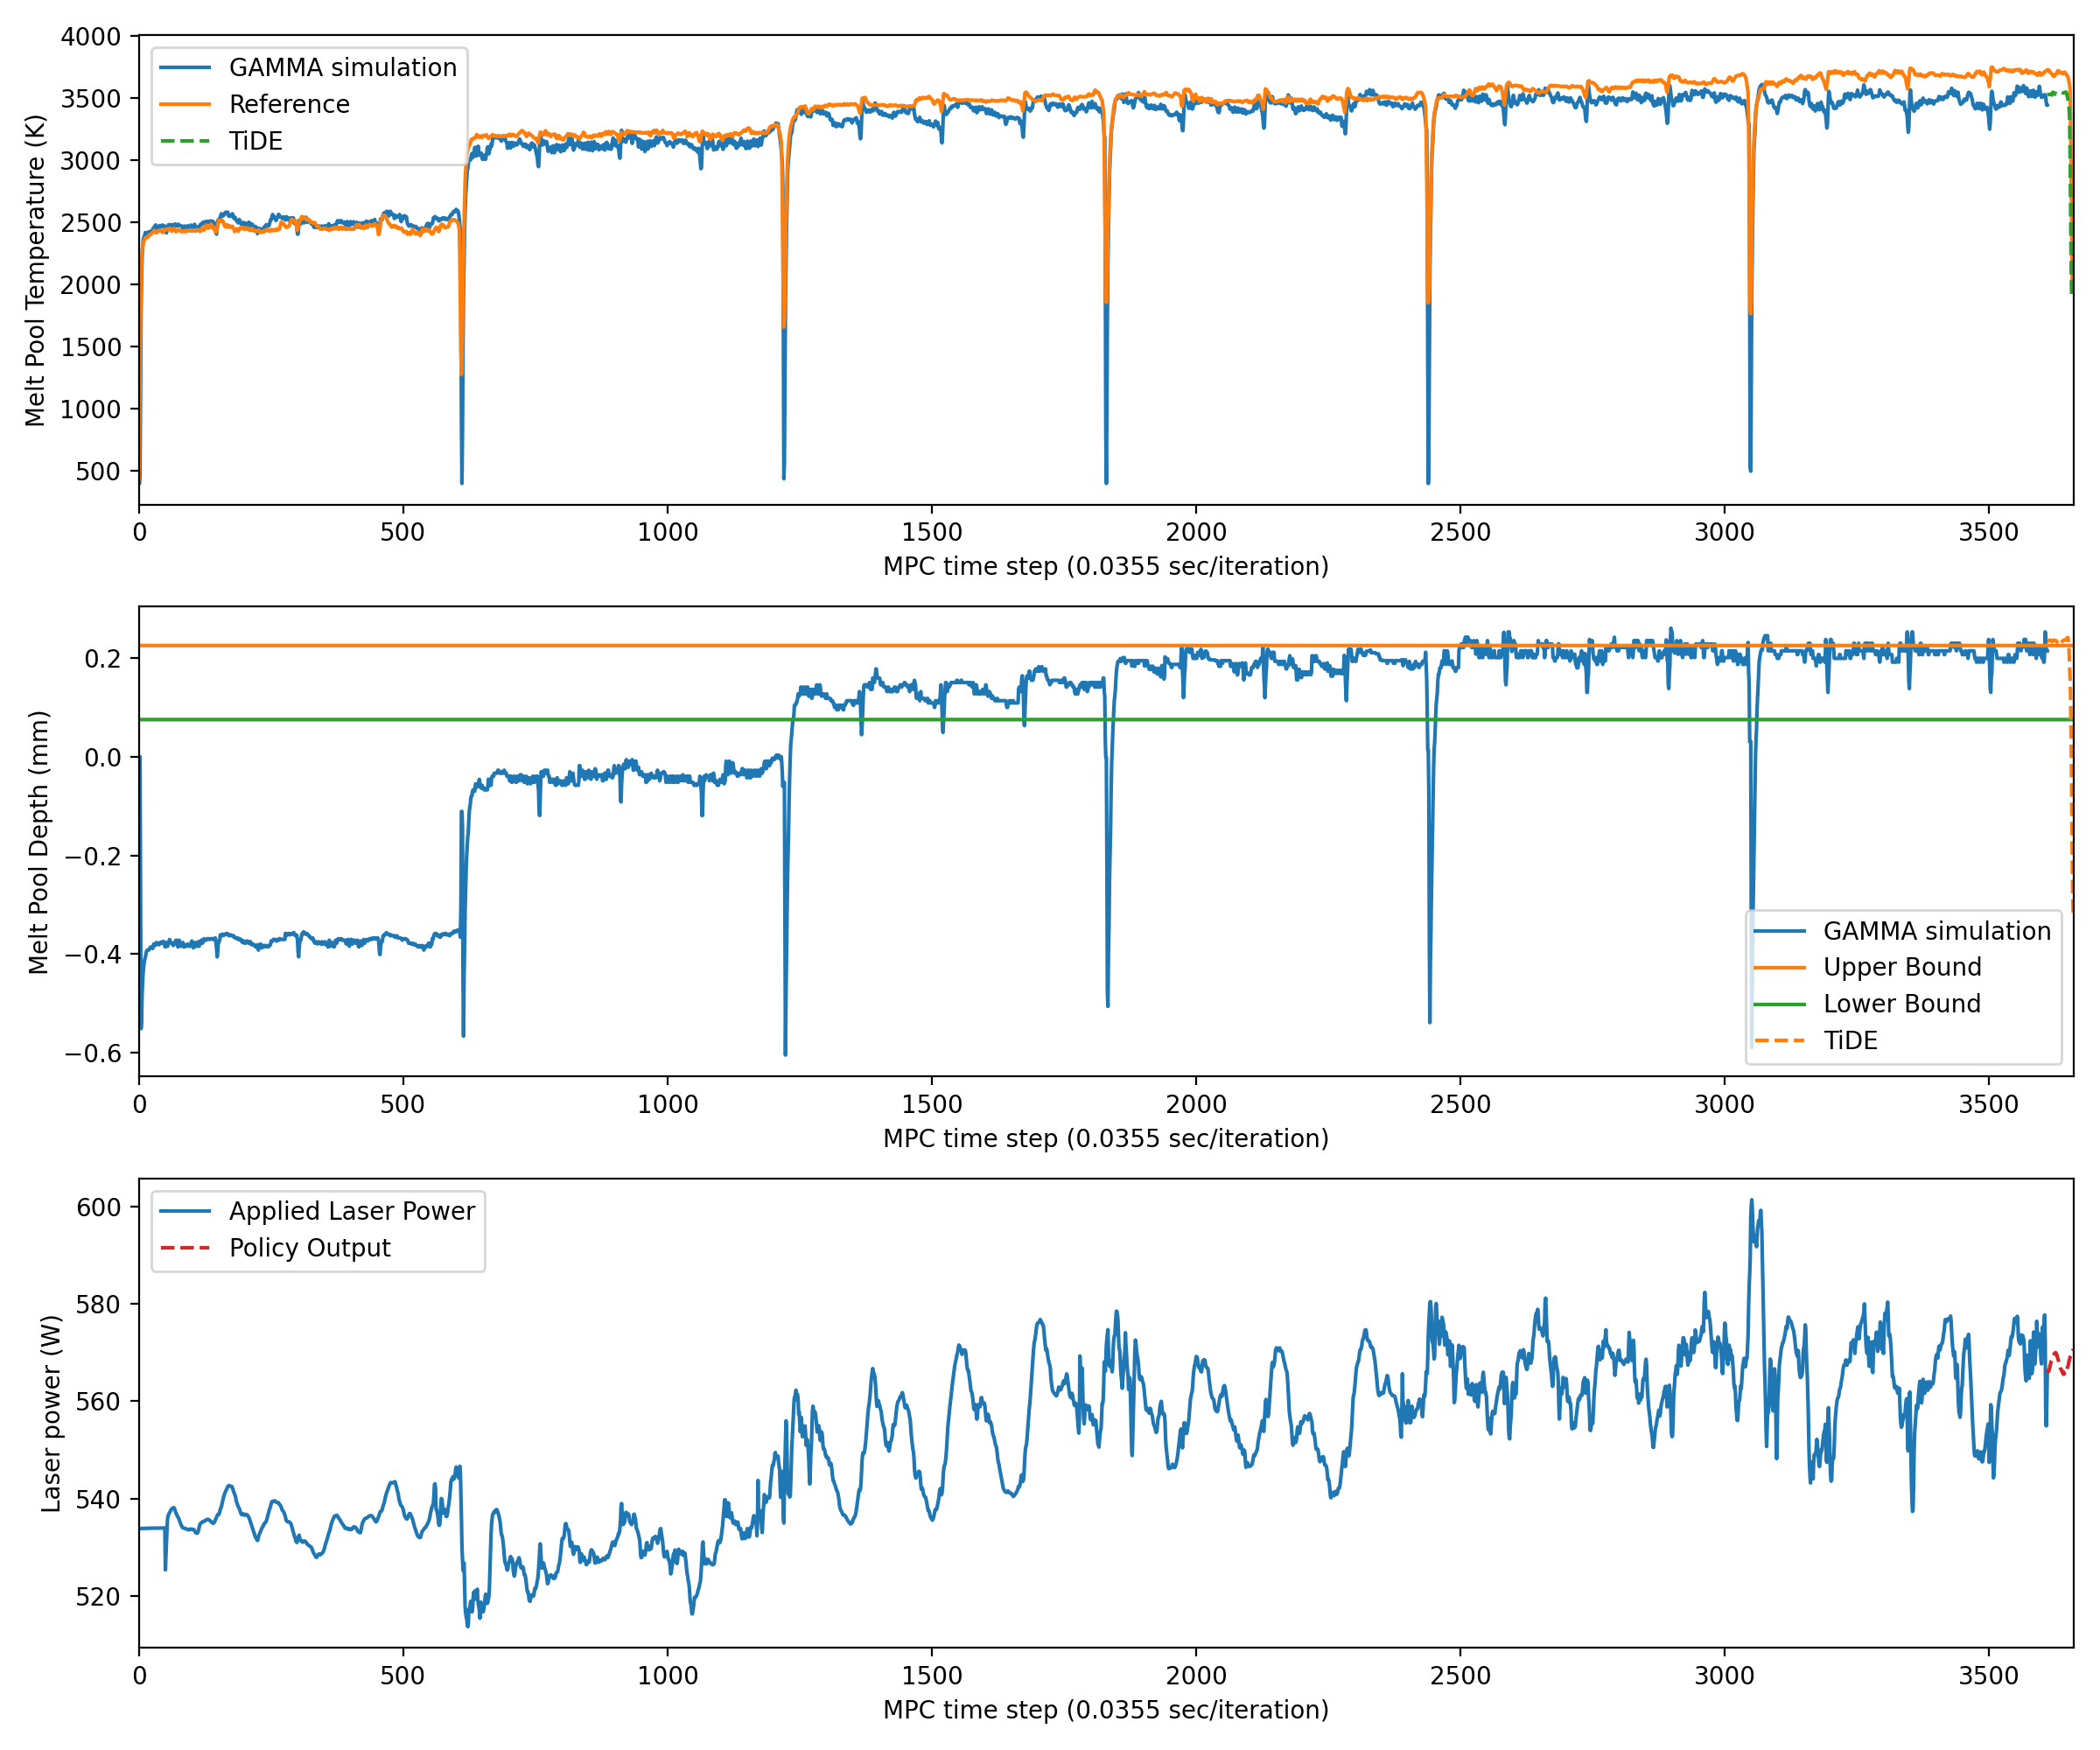 4000
3500
3000
2500
2000
1500
1000
500
Melt Pool Temperature (K)
GAMMA simulation
Reference
TiDE
0 500 1000 1500 2000 2500 3000 3500
MPC time step (0.0355 sec/iteration)
0.2
0.0
−0.2
−0.4
−0.6
Melt Pool Depth (mm)
GAMMA simulation
Upper Bound
Lower Bound
TiDE
0 500 1000 1500 2000 2500 3000 3500
MPC time step (0.0355 sec/iteration)
600
580
560
540
520
Laser power (W)
Applied Laser Power
Policy Output
0 500 1000 1500 2000 2500 3000 3500
MPC time step (0.0355 sec/iteration)